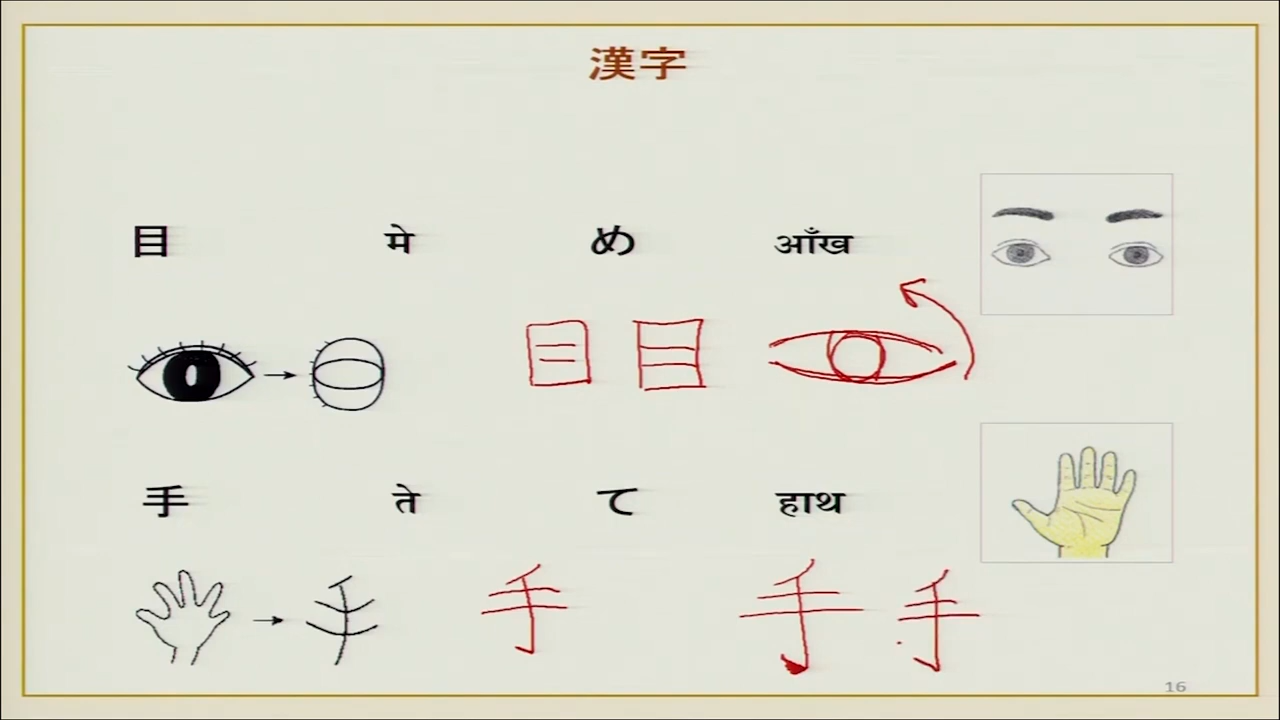 漢字
目 मे め आँख
目 目
手 ते て हाथ
手 手 手
16